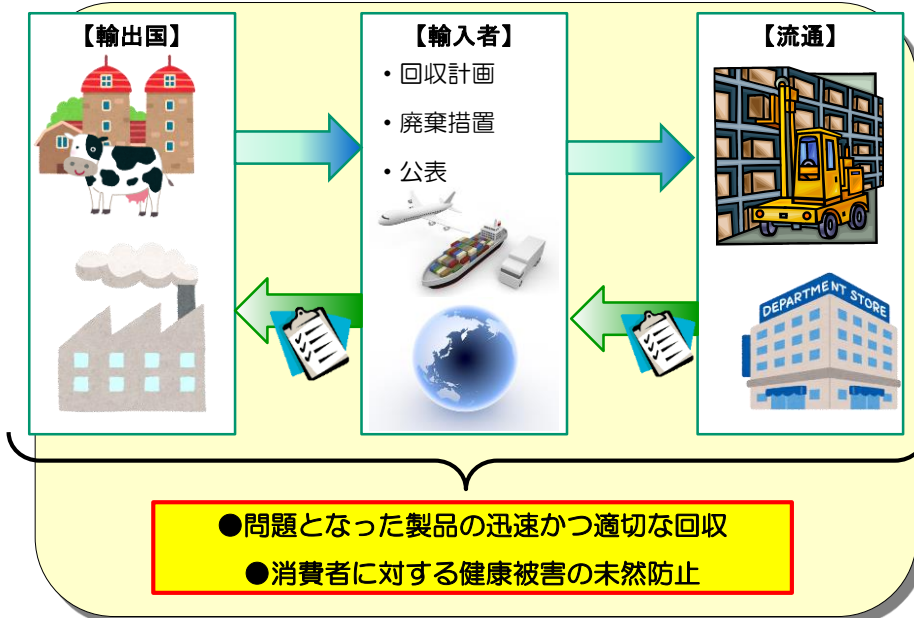 【輸出国】
【輸入者】
・回収計画
・廃棄措置
・公表
【流通】
DEPARTMENT STORE
●問題となった製品の迅速かつ適切な回収
●消費者に対する健康被害の未然防止